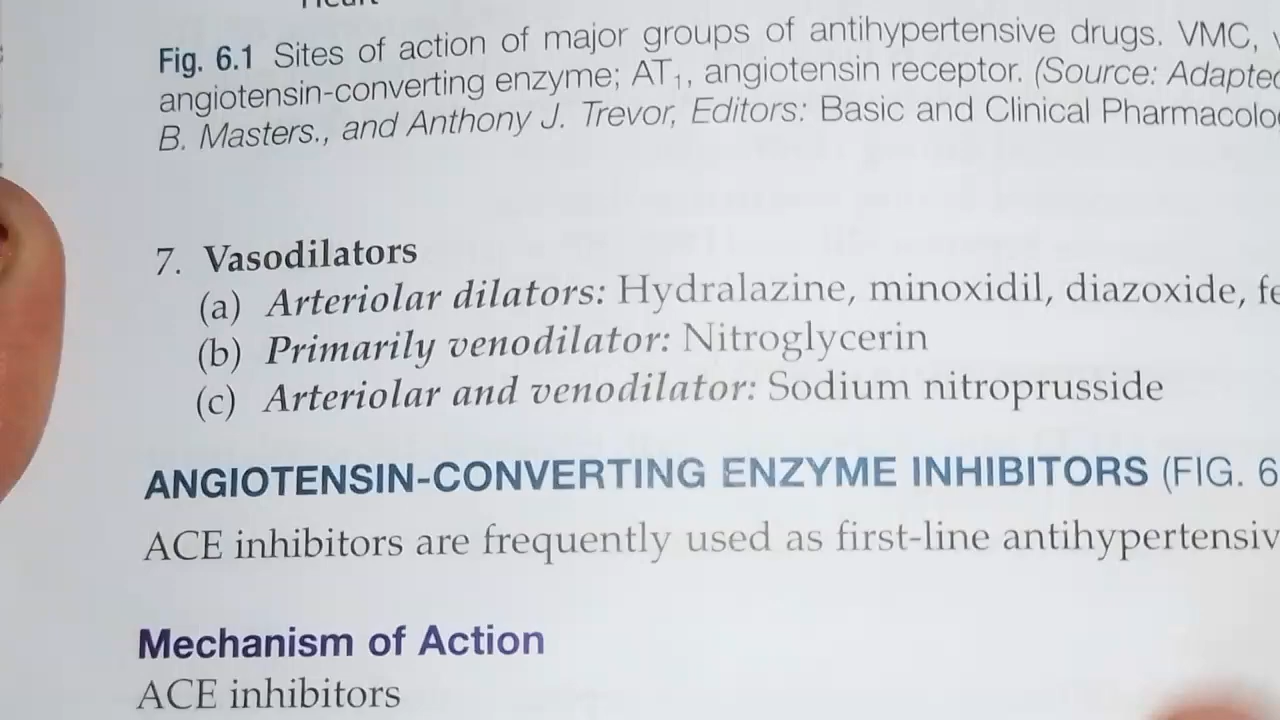 Heart
Fig. 6.1 Sites of action of major groups of antihypertensive drugs. VMC,
angiotensin-converting enzyme; AT₁, angiotensin receptor. (Source: Adapted
B. Masters., and Anthony J. Trevor, Editors: Basic and Clinical Pharmacolo
7. Vasodilators
(a) Arteriolar dilators: Hydralazine, minoxidil, diazoxide, fe
(b) Primarily venodilator: Nitroglycerin
(c) Arteriolar and venodilator: Sodium nitroprusside
ANGIOTENSIN-CONVERTING ENZYME INHIBITORS (FIG. 6
ACE inhibitors are frequently used as first-line antihypertensiv
Mechanism of Action
ACE inhibitors